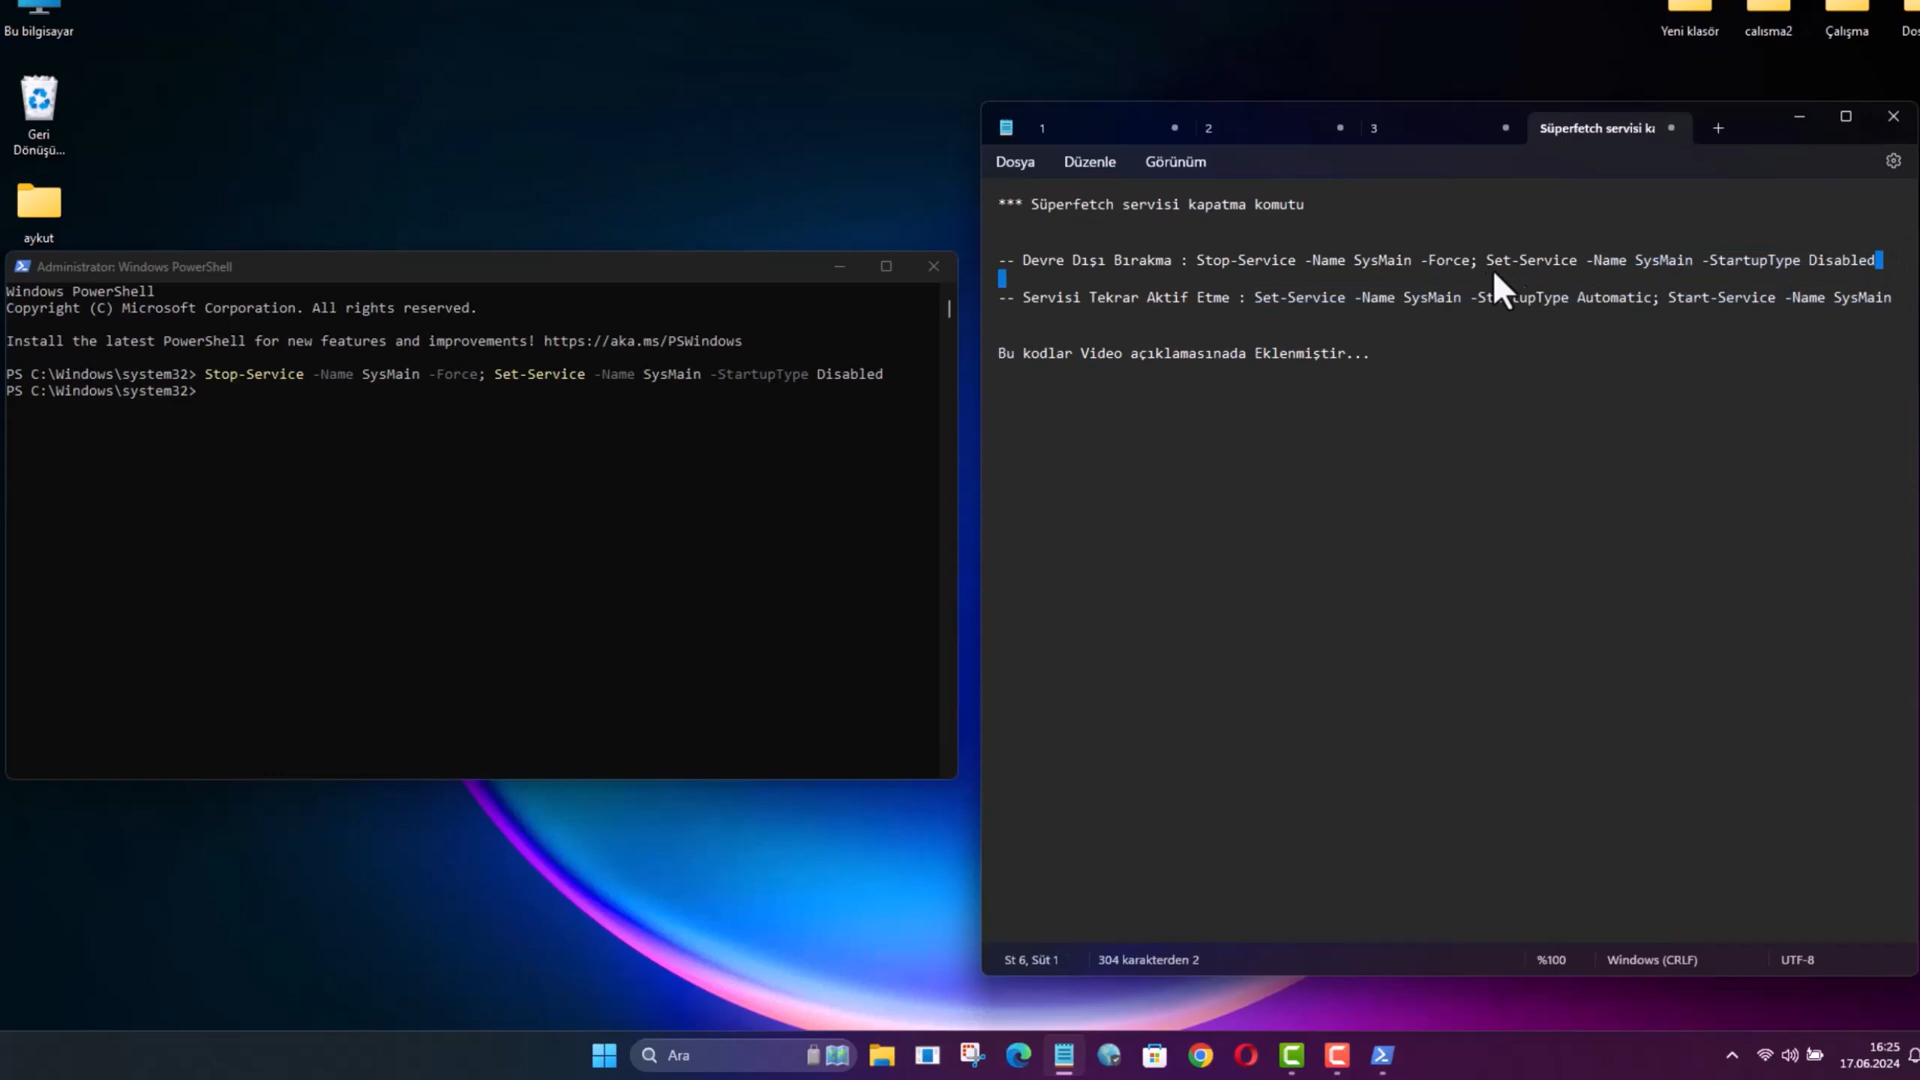 Bu bilgisayar
Geri
Dönüşü...
aykut
Yeni klasör
calısma2
Çalışma
Administrator: Windows PowerShell
Windows PowerShell
Copyright (C) Microsoft Corporation. All rights reserved.
Install the latest PowerShell for new features and improvements! https://aka.ms/PSWindows
PS C:\Windows\system32> Stop-Service -Name SysMain -Force; Set-Service -Name SysMain -StartupType Disabled
PS C:\Windows\system32>
1 2 3 Süperfetch servisi
Dosya Düzenle Görünüm
*** Süperfetch servisi kapatma komutu
-- Devre Dışı Bırakma : Stop-Service -Name SysMain -Force; Set-Service -Name SysMain -StartupType Disabled
-- Servisi Tekrar Aktif Etme : Set-Service -Name SysMain -StartupType Automatic; Start-Service -Name SysMain
Bu kodlar Video açıklamasınada Eklenmiştir...
St 6, Süt 1 304 karakterden 2 %100 Windows (CRLF) UTF-8
Ara
16:25
17.06.2024